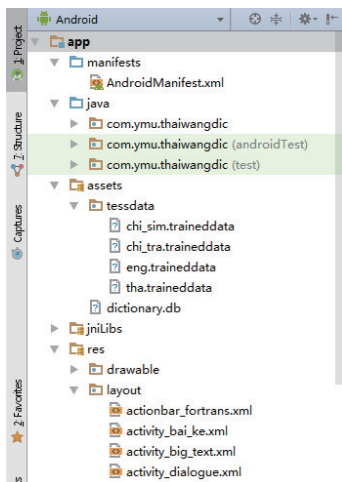 Android
app
manifests
AndroidManifest.xml
java
com.ymu.thaiwangdic
com.ymu.thaiwangdic (androidTest)
com.ymu.thaiwangdic (test)
assets
tessdata
chi_sim.traineddata
chi_tra.traineddata
eng.traineddata
tha.traineddata
dictionary.db
jniLibs
res
drawable
layout
actionbar_fortrans.xml
activity_bai_ke.xml
activity_big_text.xml
activity_dialogue.xml
1: Project
7: Structure
Captures
2: Favorites